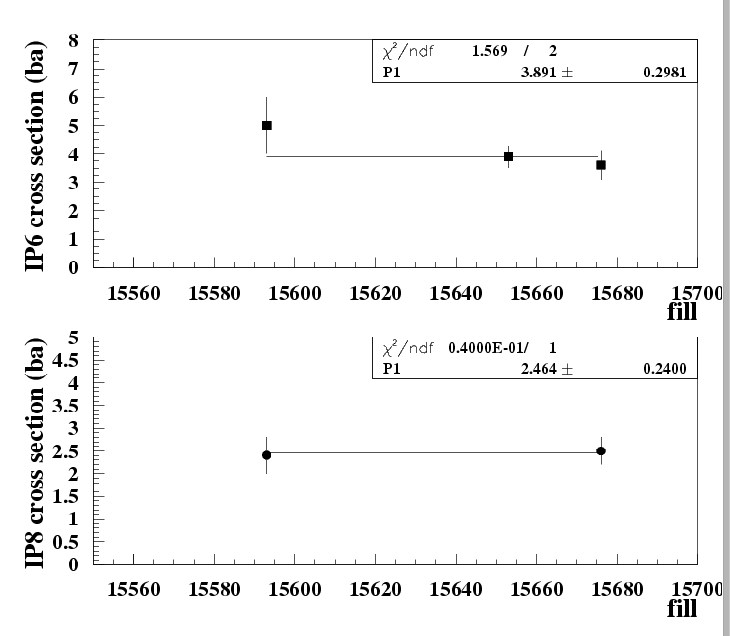 IP6 cross section (ba)
8
7
6
5
4
3
2
1
0
χ²/ndf 1.569 / 2
P1 3.891 ± 0.2981
15560 15580 15600 15620 15640 15660 15680 15700
fill
IP8 cross section (ba)
5
4.5
4
3.5
3
2.5
2
1.5
1
0.5
0
χ²/ndf 0.4000E-01/ 1
P1 2.464 ± 0.2400
15560 15580 15600 15620 15640 15660 15680 15700
fill